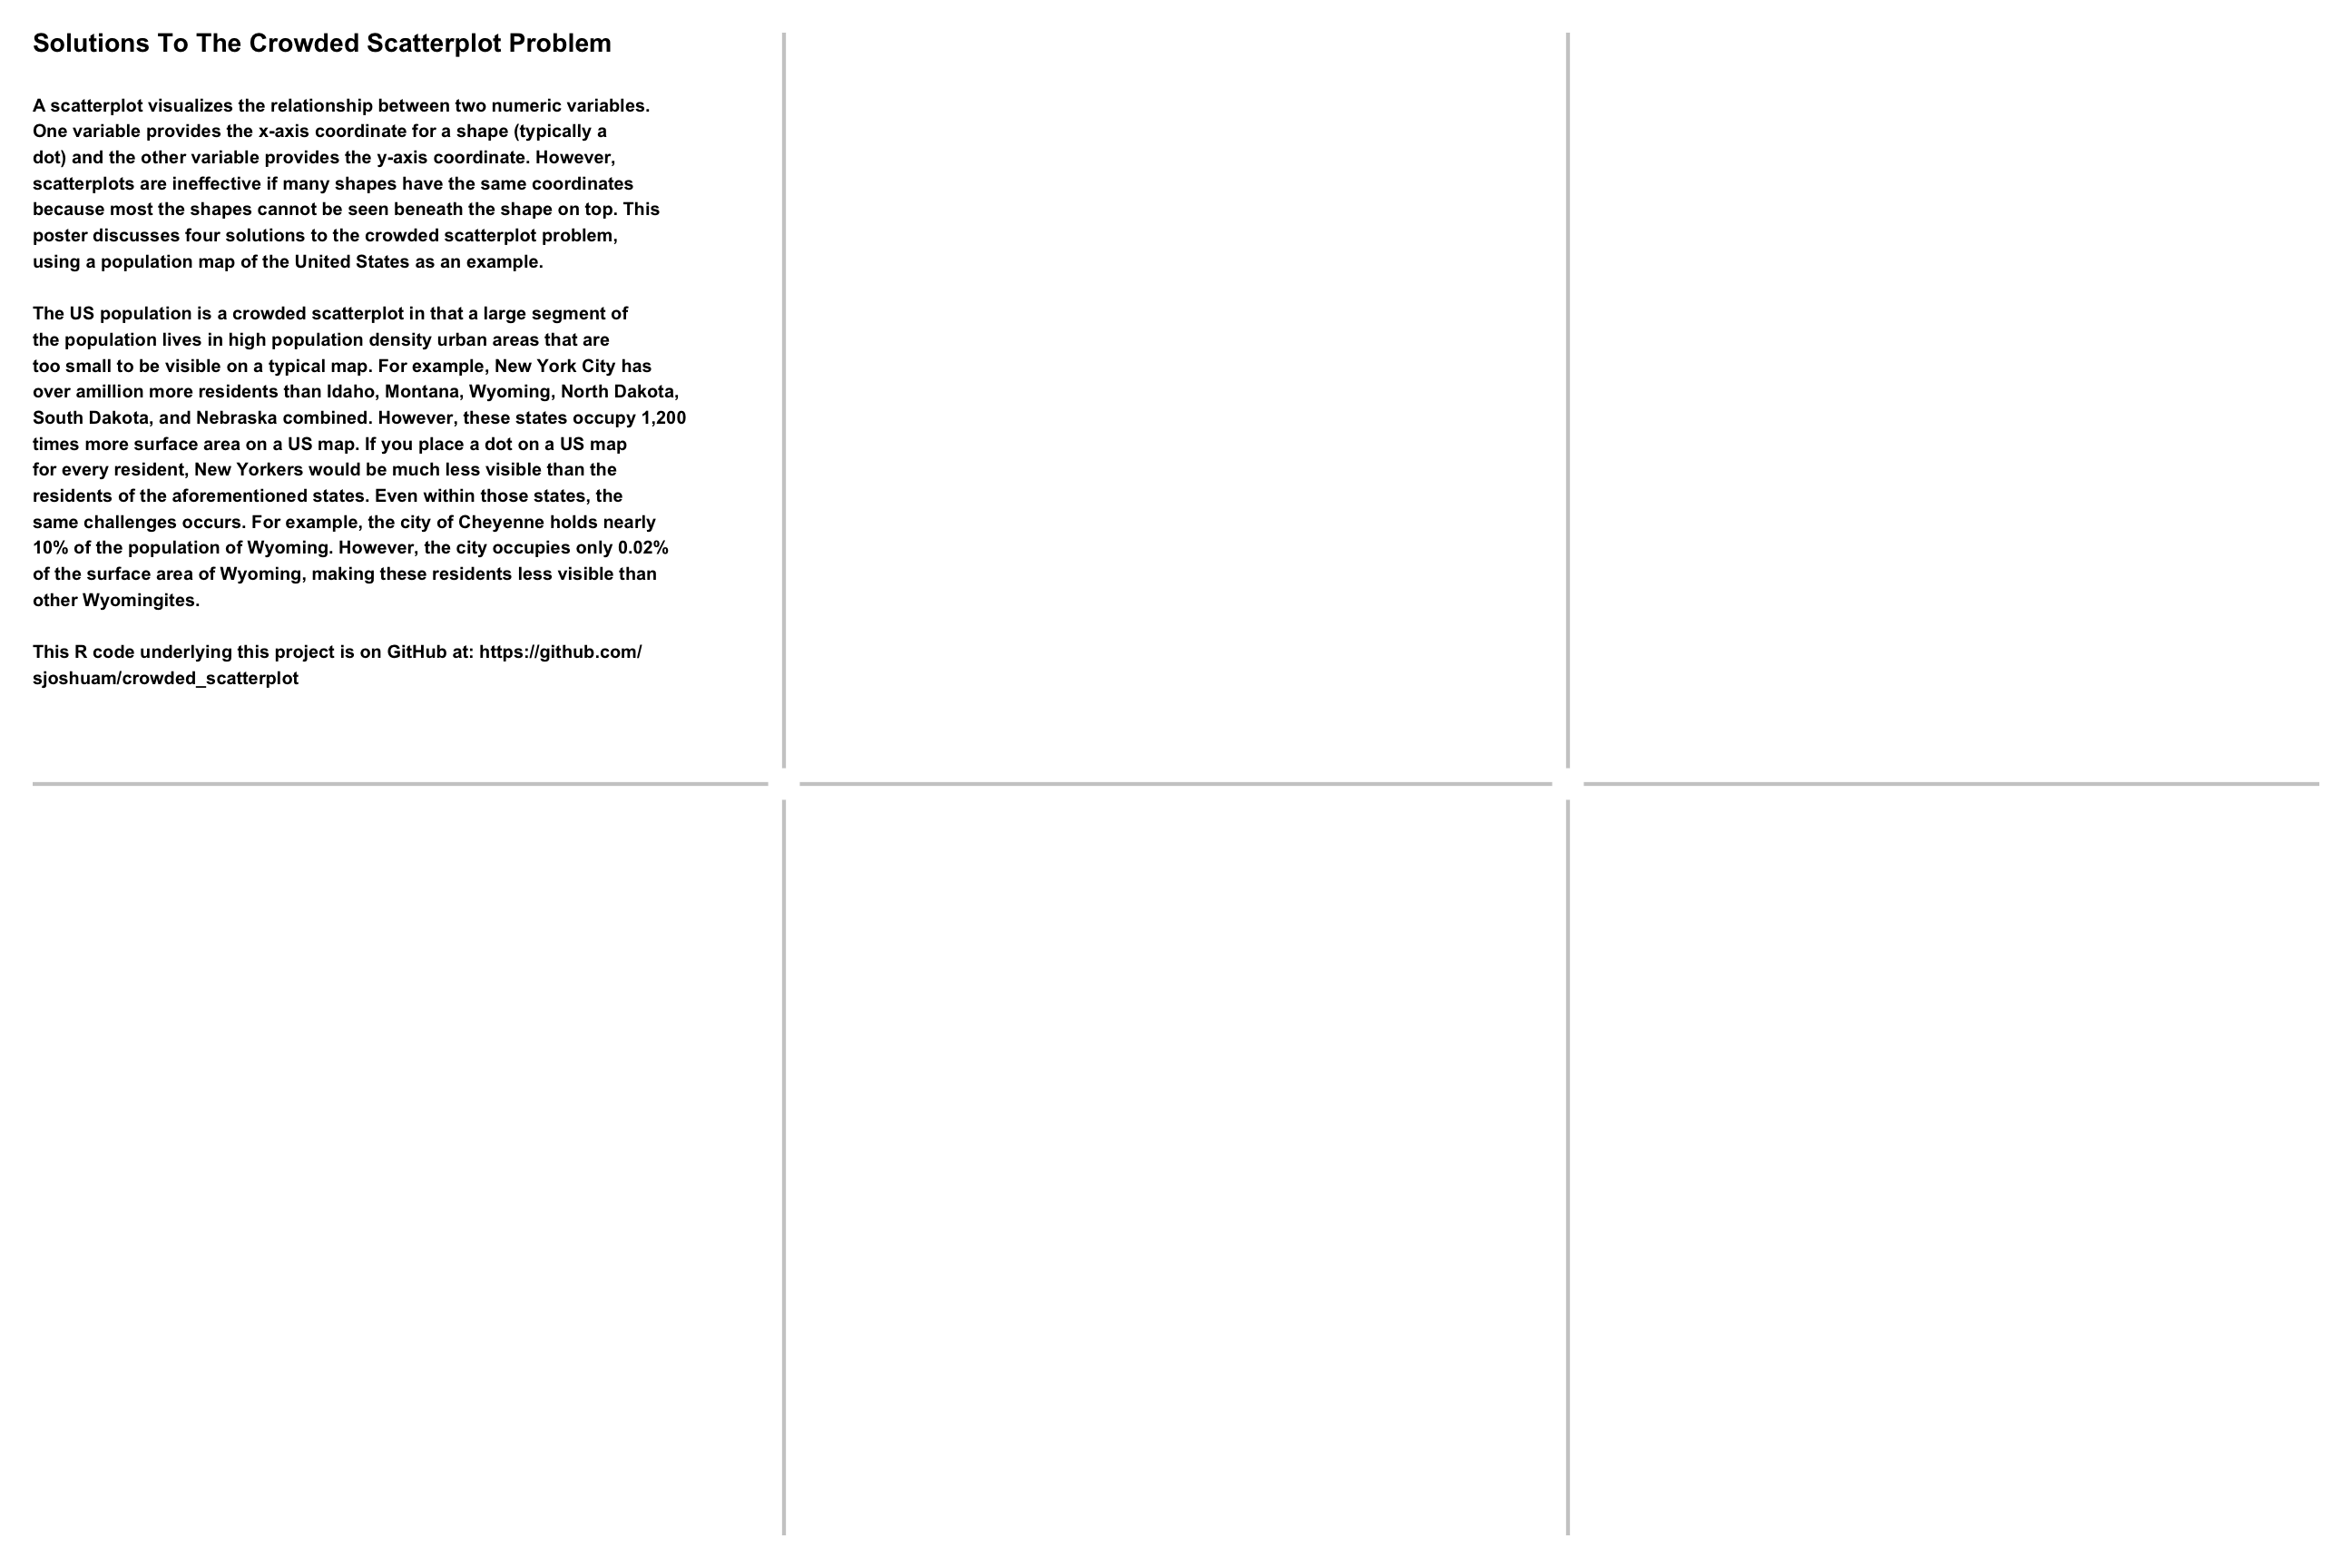 Solutions To The Crowded Scatterplot Problem
A scatterplot visualizes the relationship between two numeric variables.
One variable provides the x-axis coordinate for a shape (typically a
dot) and the other variable provides the y-axis coordinate. However,
scatterplots are ineffective if many shapes have the same coordinates
because most the shapes cannot be seen beneath the shape on top. This
poster discusses four solutions to the crowded scatterplot problem,
using a population map of the United States as an example.
The US population is a crowded scatterplot in that a large segment of
the population lives in high population density urban areas that are
too small to be visible on a typical map. For example, New York City has
over amillion more residents than Idaho, Montana, Wyoming, North Dakota,
South Dakota, and Nebraska combined. However, these states occupy 1,200
times more surface area on a US map. If you place a dot on a US map
for every resident, New Yorkers would be much less visible than the
residents of the aforementioned states. Even within those states, the
same challenges occurs. For example, the city of Cheyenne holds nearly
10% of the population of Wyoming. However, the city occupies only 0.02%
of the surface area of Wyoming, making these residents less visible than
other Wyomingites.
This R code underlying this project is on GitHub at: https://github.com/
sjoshuam/crowded_scatterplot